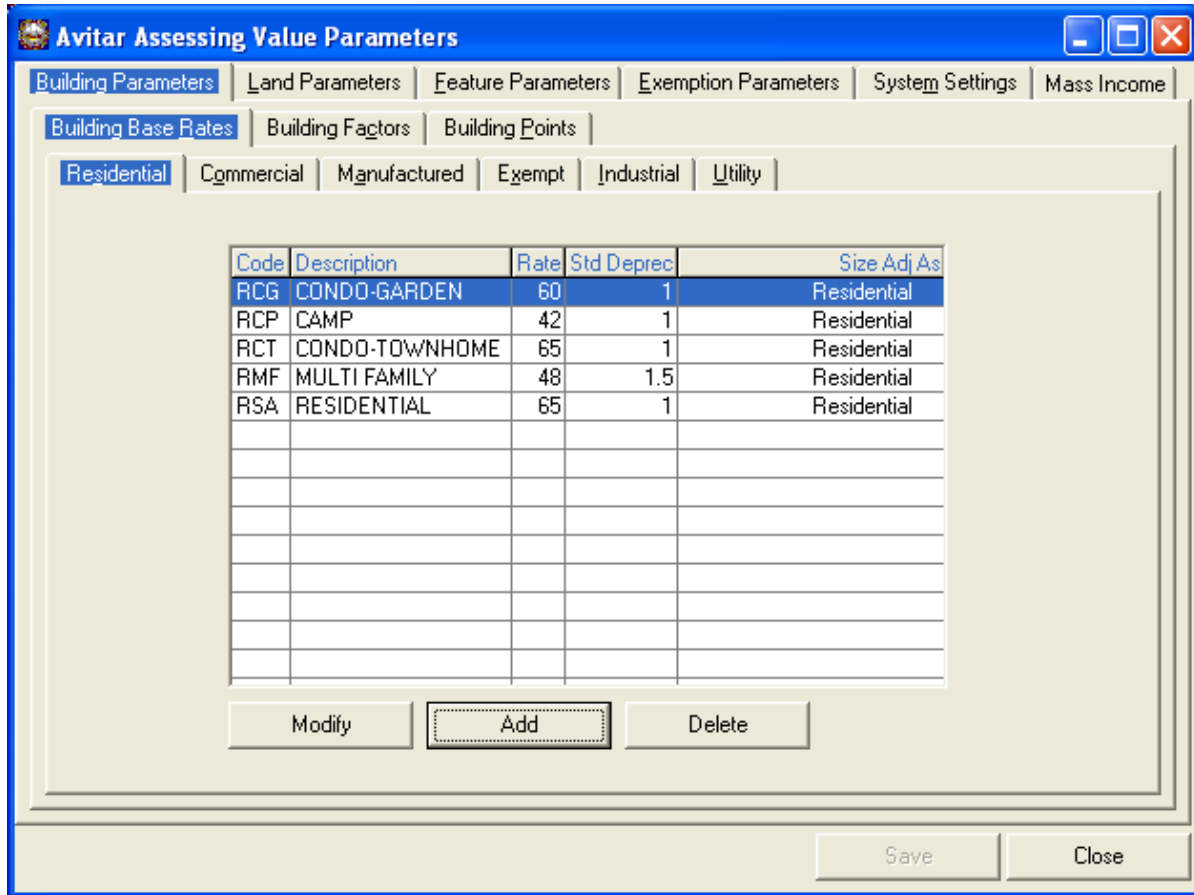 Avitar Assessing Value Parameters
Building Parameters Land Parameters Feature Parameters Exemption Parameters System Settings Mass Income
Building Base Rates Building Factors Building Points
Residential Commercial Manufactured Exempt Industrial Utility
Code Description Rate Std Deprec Size Adj As
RCG CONDO-GARDEN 60 1 Residential
RCP CAMP 42 1 Residential
RCT CONDO-TOWNHOME 65 1 Residential
RMF MULTI FAMILY 48 1.5 Residential
RSA RESIDENTIAL 65 1 Residential
Modify Add Delete
Save Close